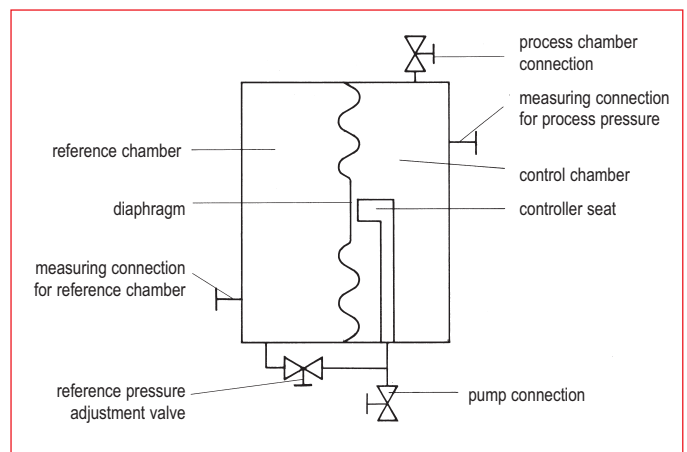 process chamber
connection
measuring connection
for process pressure
reference chamber
control chamber
diaphragm
controller seat
measuring connection
for reference chamber
reference pressure
adjustment valve
pump connection